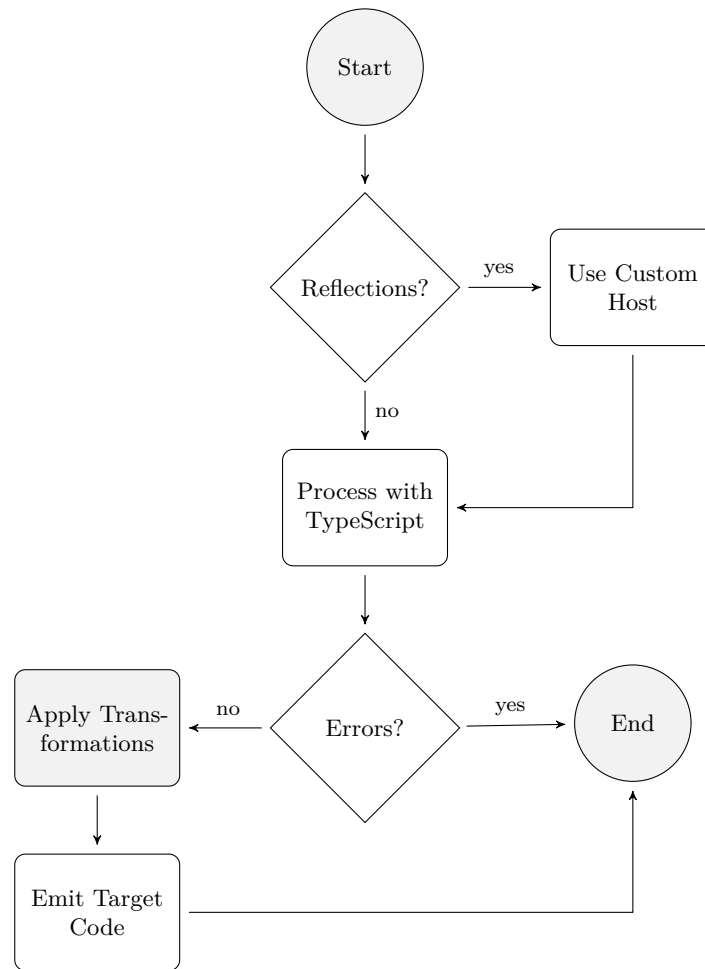 Start
yes
Reflections?
Use Custom
Host
no
Process with
TypeScript
Apply Trans-
formations
no
Errors?
yes
End
Emit Target
Code